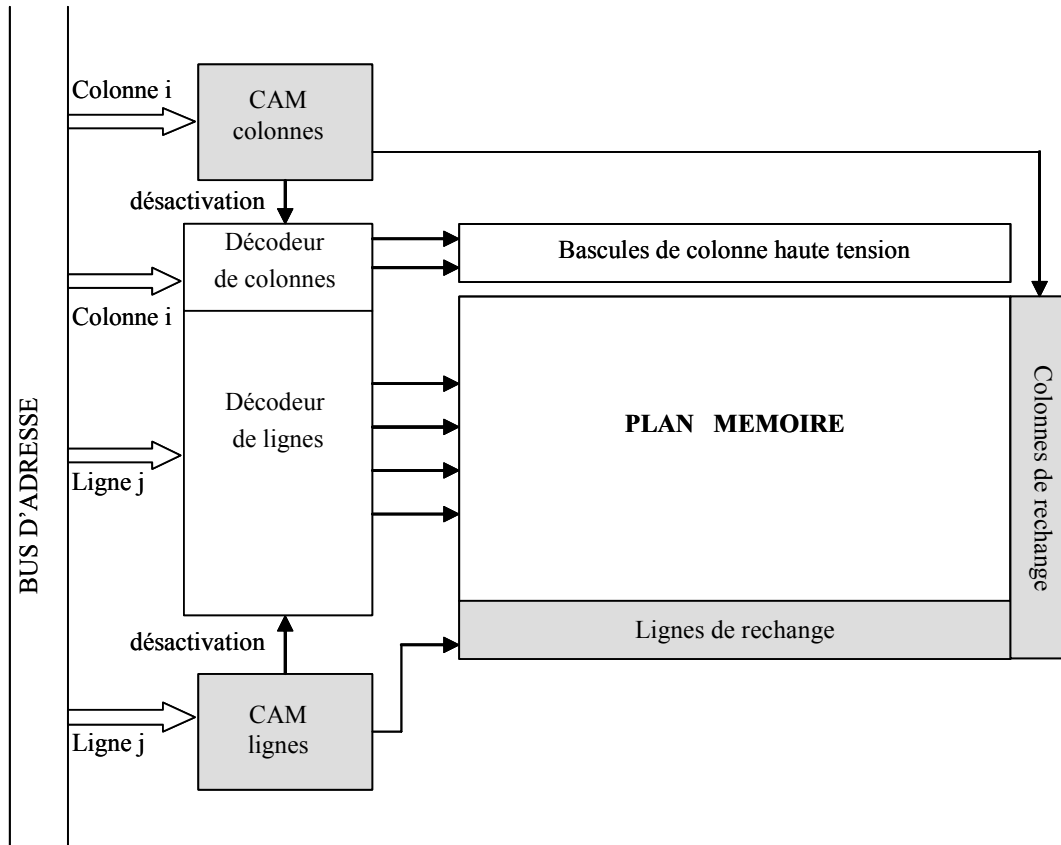 Colonne i
CAM
colonnes
désactivation
Décodeur
de colonnes
Bascules de colonne haute tension
Colonne i
Décodeur
de lignes
PLAN MEMOIRE
Ligne j
BUS D'ADRESSE
Colonnes de rechange
Lignes de rechange
désactivation
CAM
lignes
Ligne j